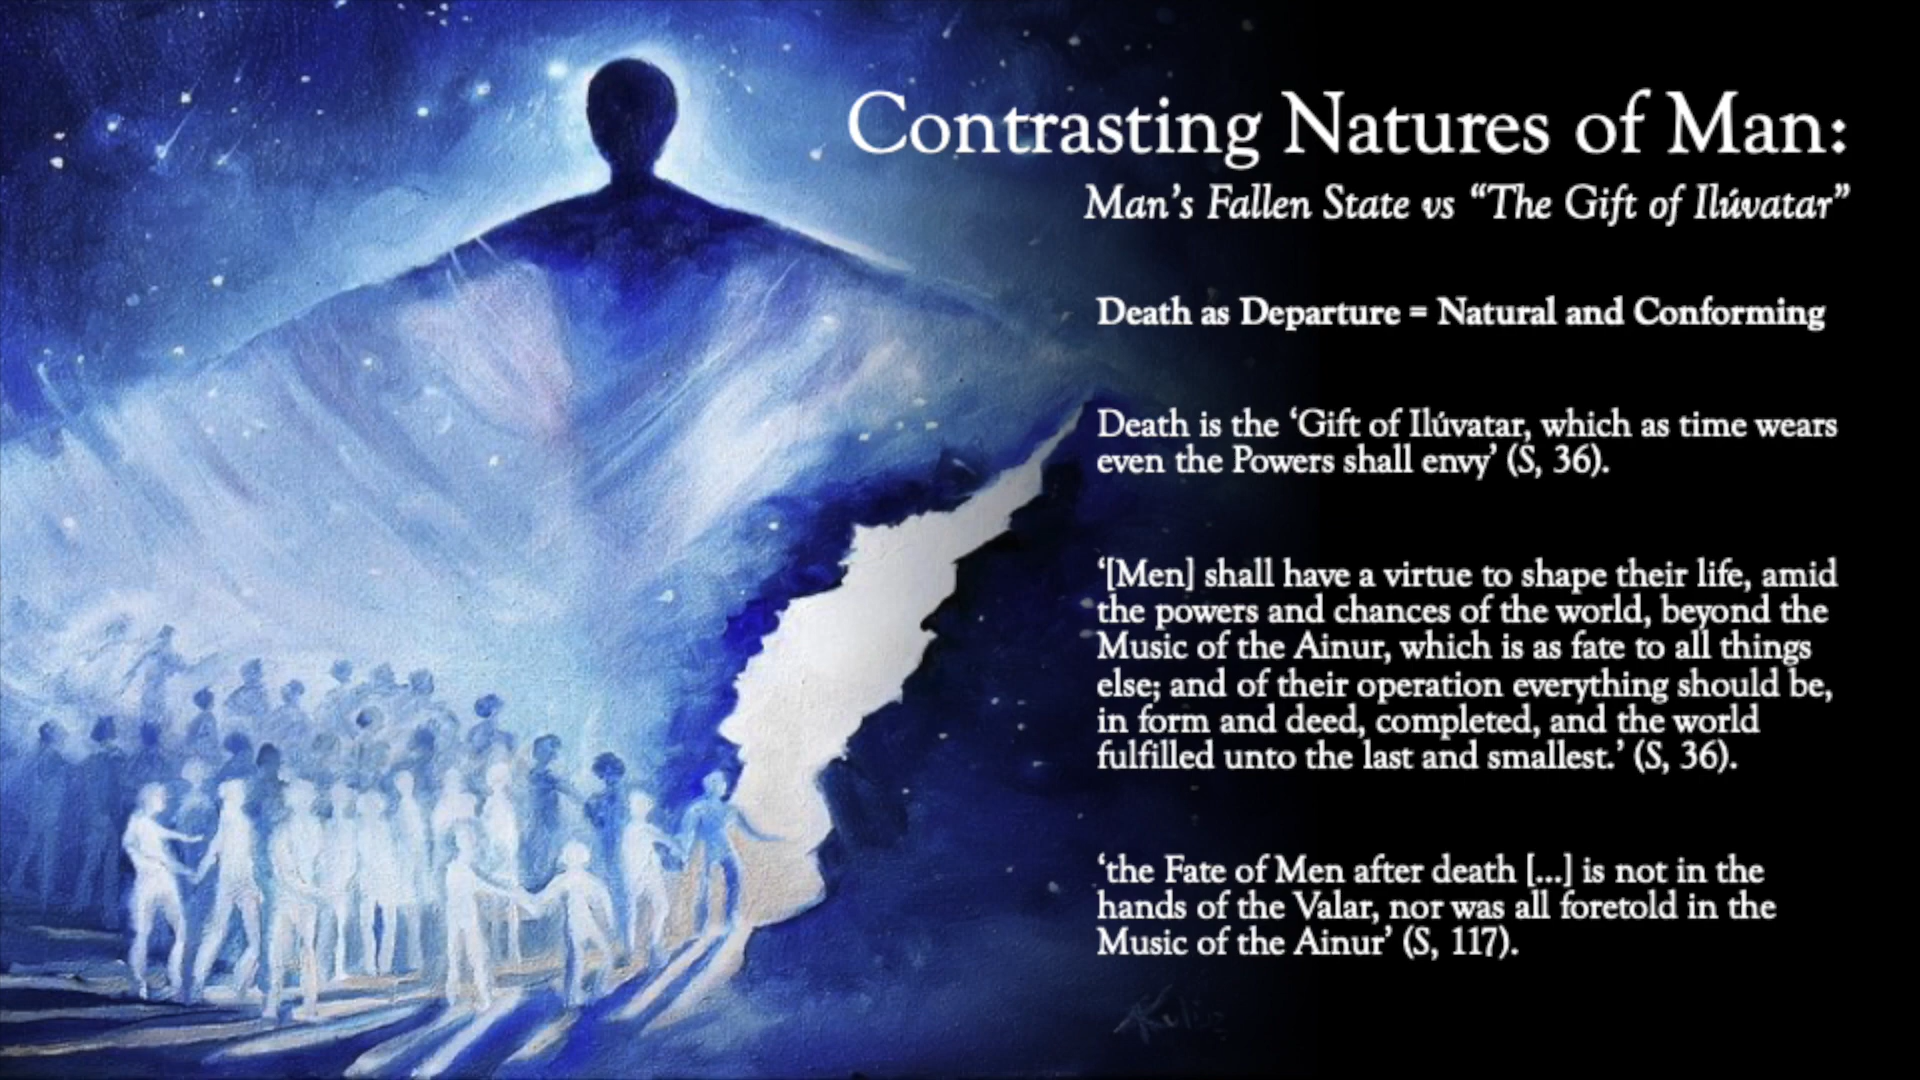 Contrasting Natures of Man:
Man's Fallen State vs “The Gift of Ilúvatar”
Death as Departure = Natural and Conforming
Death is the ‘Gift of Ilúvatar, which as time wears
even the Powers shall envy’ (S, 36).
‘[Men] shall have a virtue to shape their life, amid
the powers and chances of the world, beyond the
Music of the Ainur, which is as fate to all things
else; and of their operation everything should be,
in form and deed, completed, and the world
fulfilled unto the last and smallest.’ (S, 36).
‘the Fate of Men after death [...] is not in the
hands of the Valar, nor was all foretold in the
Music of the Ainur’ (S, 117).